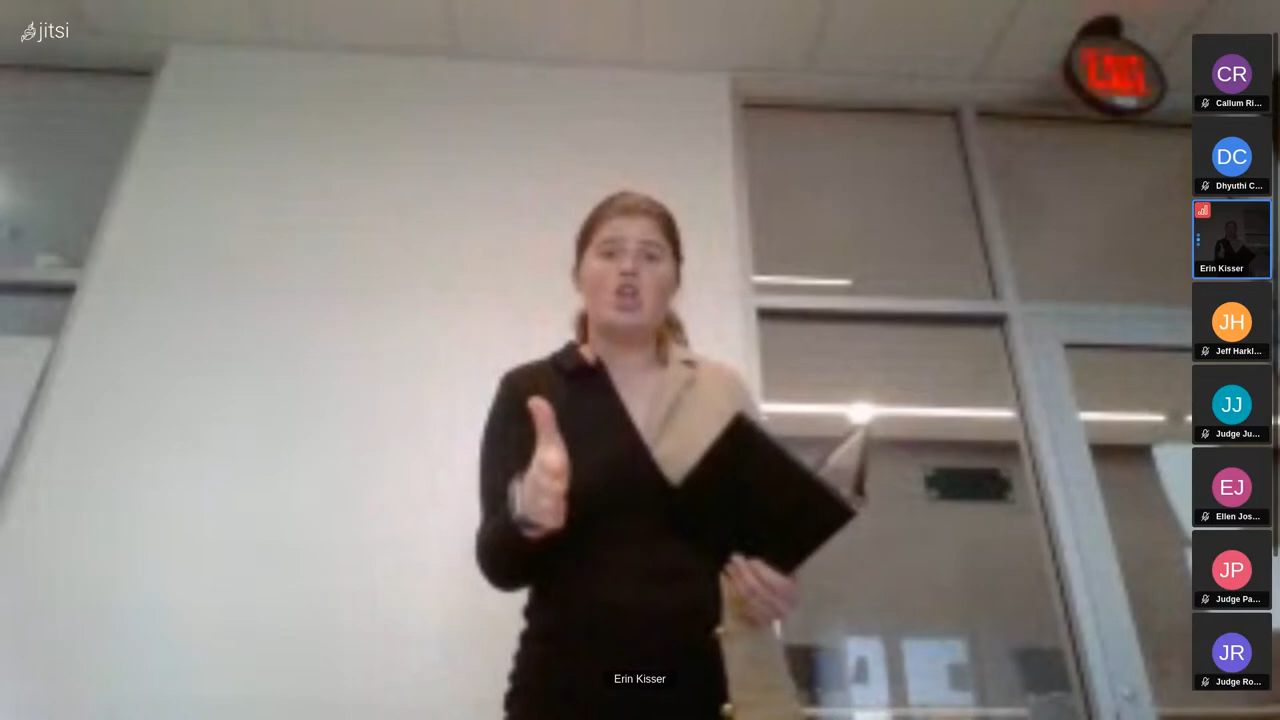 jitsi
EXIT
CR
Callum Ri...
DC
Dhyuthi C...
Erin Kisser
JH
Jeff Harkl...
JJ
Judge Ju...
EJ
Ellen Jos...
JP
Judge Pa...
JR
Judge Ro...
Erin Kisser